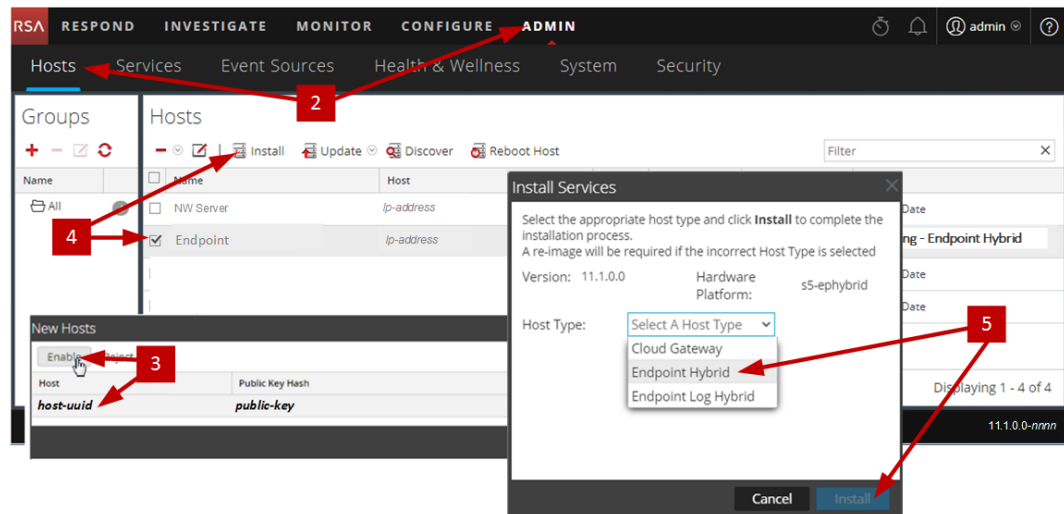 RSA RESPOND INVESTIGATE MONITOR CONFIGURE ADMIN admin ?
Hosts Services Event Sources Health & Wellness System Security
2
Groups
Hosts
Install Update Discover Reboot Host
Filter X
Name
Name Host
All
NW Server Ip-address
Date
4
Endpoint Ip-address
ng - Endpoint Hybrid
Date
Date
Install Services
Select the appropriate host type and click Install to complete the
installation process.
A re-image will be required if the incorrect Host Type is selected
Version: 11.1.0.0 Hardware
Platform: s5-ephybrid
Host Type: Select A Host Type
Cloud Gateway
Endpoint Hybrid
Endpoint Log Hybrid
5
Cancel Install
New Hosts
Enable Reject
3
Host Public Key Hash
host-uuid public-key
Displaying 1 - 4 of 4
11.1.0.0-nnnn